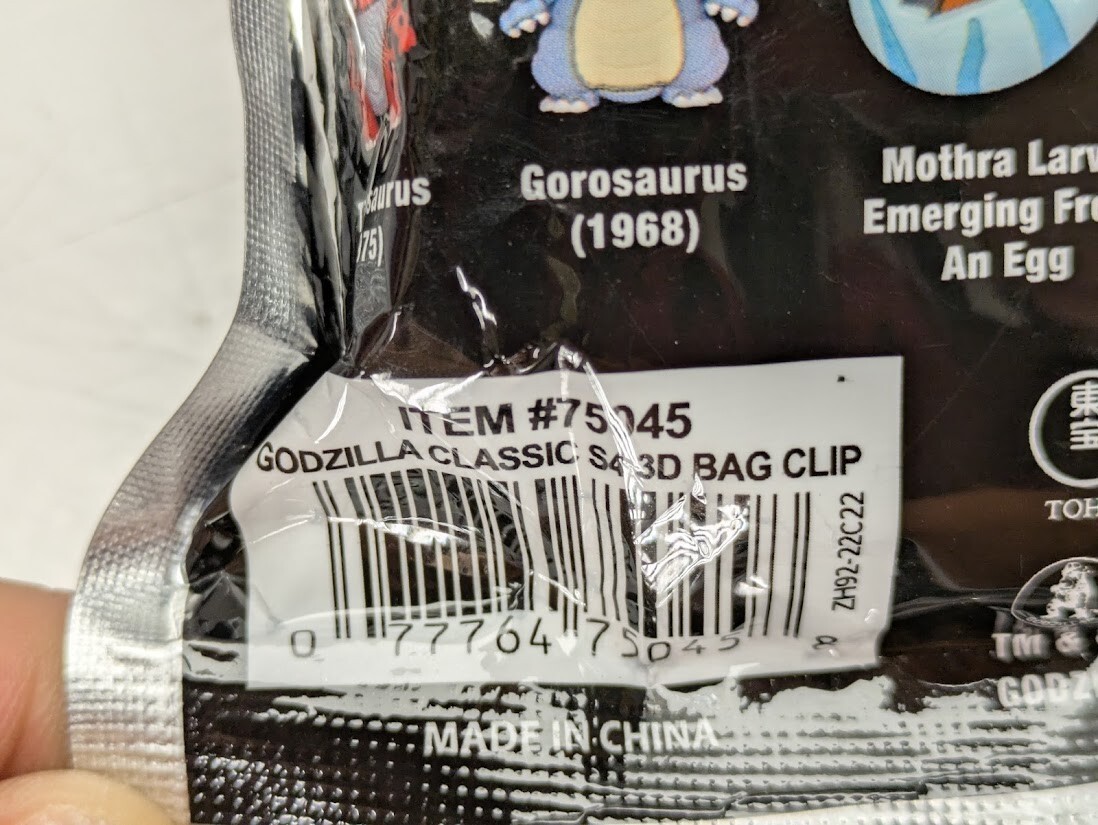 saurus
75)
Gorosaurus
(1968)
Mothra Larv
Emerging Fr
An Egg
ITEM #75045
GODZILLA CLASSIC S4 3D BAG CLIP
ZH92-22C22
0 77764 75045 8
東宝
TOH
TM &
GODZ
MADE IN CHINA